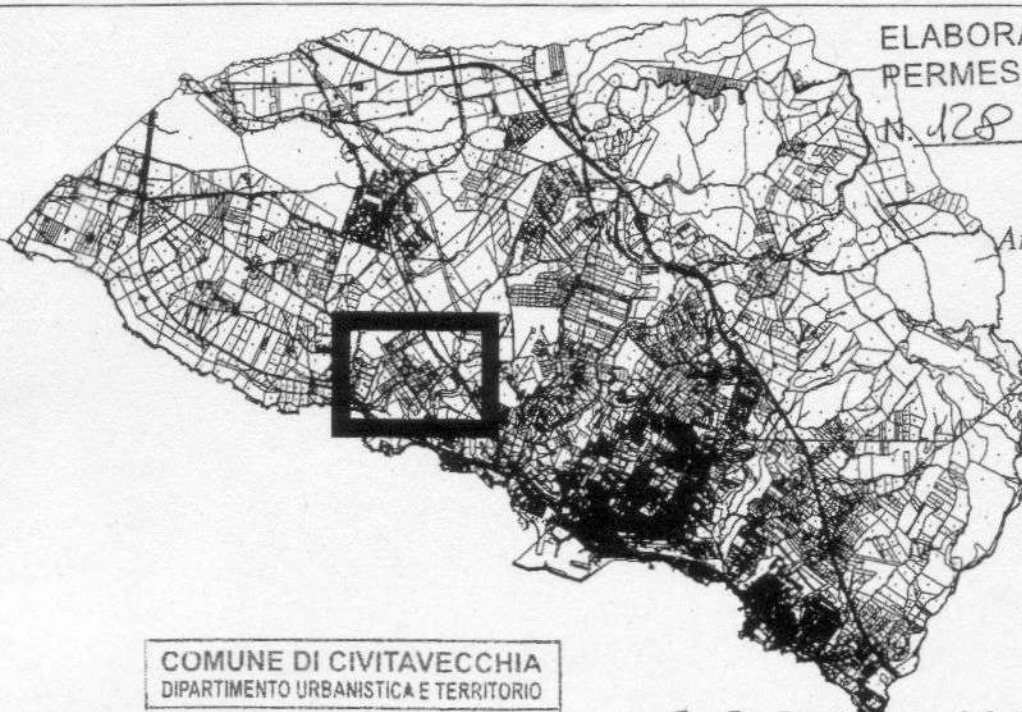 ELABORA
PERMES
N. 128
COMUNE DI CIVITAVECCHIA
DIPARTIMENTO URBANISTICA E TERRITORIO